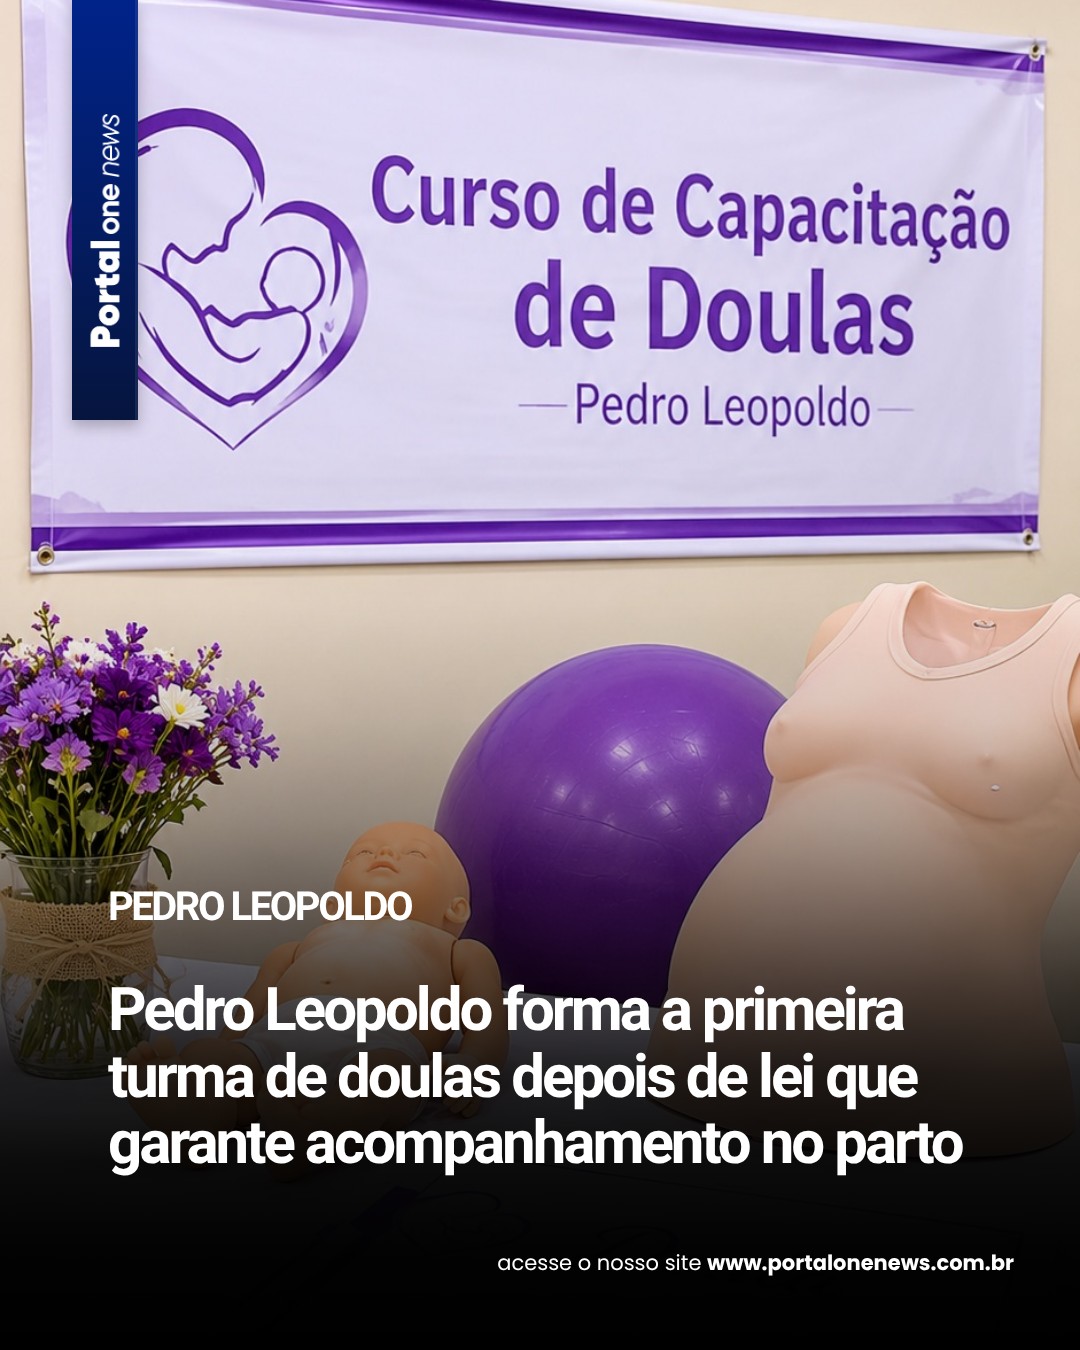 Portal one news
Curso de Capacitação
de Doulas
Pedro Leopoldo
PEDRO LEOPOLDO
Pedro Leopoldo forma a primeira
turma de doulas depois de lei que
garante acompanhamento no parto
acesse o nosso site www.portalonenews.com.br